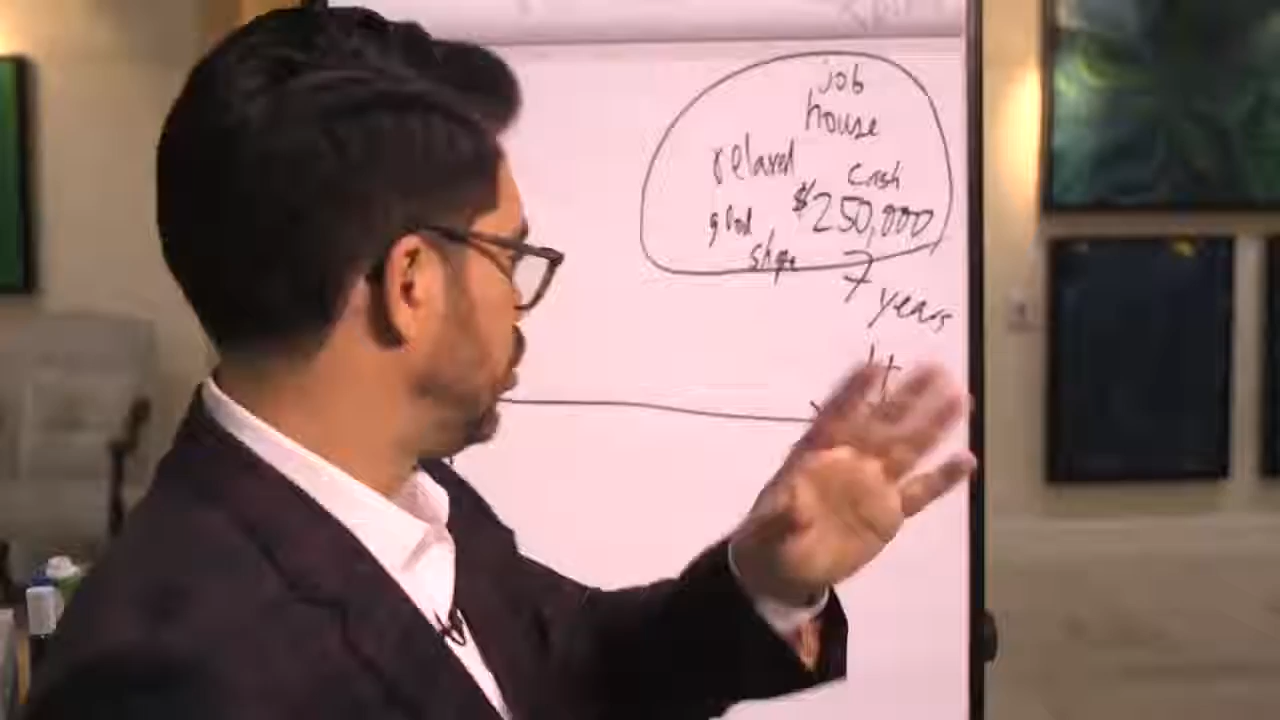 job
house
relaxed
cash
$250,000
good
shape
7
years